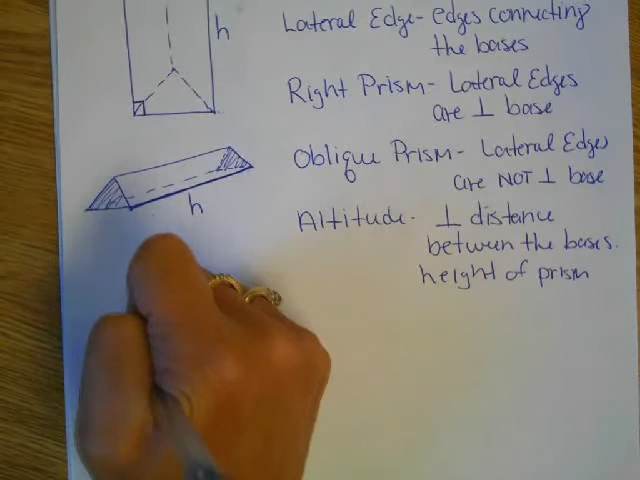 h
Lateral Edge- edges connecting
the bases
Right Prism- Lateral Edges
are ⊥ base
Oblique Prism- Lateral Edges
are NOT ⊥ base
h
Altitude- ⊥ distance
between the bases.
height of prism